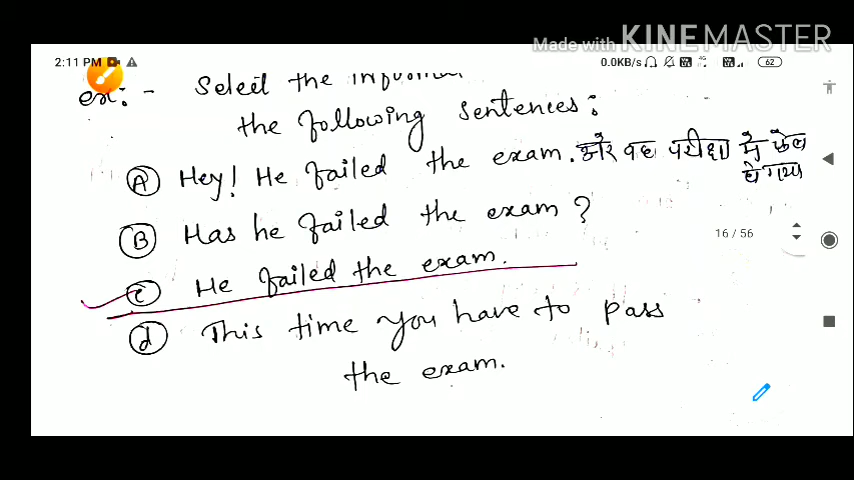 Made with KINEMASTER
2:11 PM 0.0KB/s 62
ex:- Select the
the following sentences:
(A) Hey! He failed the exam. और वह परीक्षा में फेल
हो गया
(B) Has he failed the exam?
16/56
(C) He failed the exam.
(d) This time you have to pass
the exam.